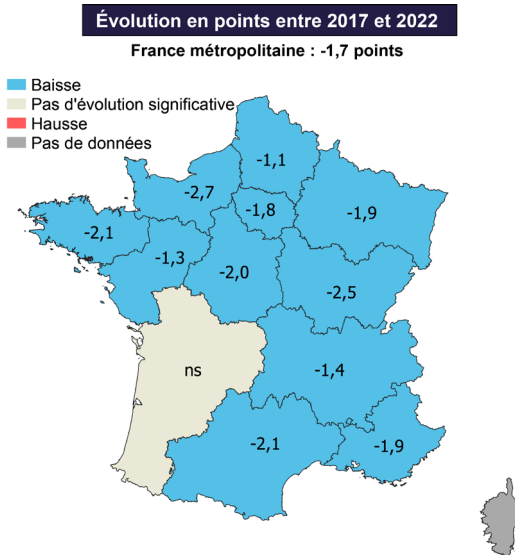 Évolution en points entre 2017 et 2022
France métropolitaine : -1,7 points
Baisse
Pas d'évolution significative
Hausse
Pas de données
-1,1
-2,7
-1,8
-1,9
-2,1
-1,3
-2,0
-2,5
ns
-1,4
-2,1
-1,9